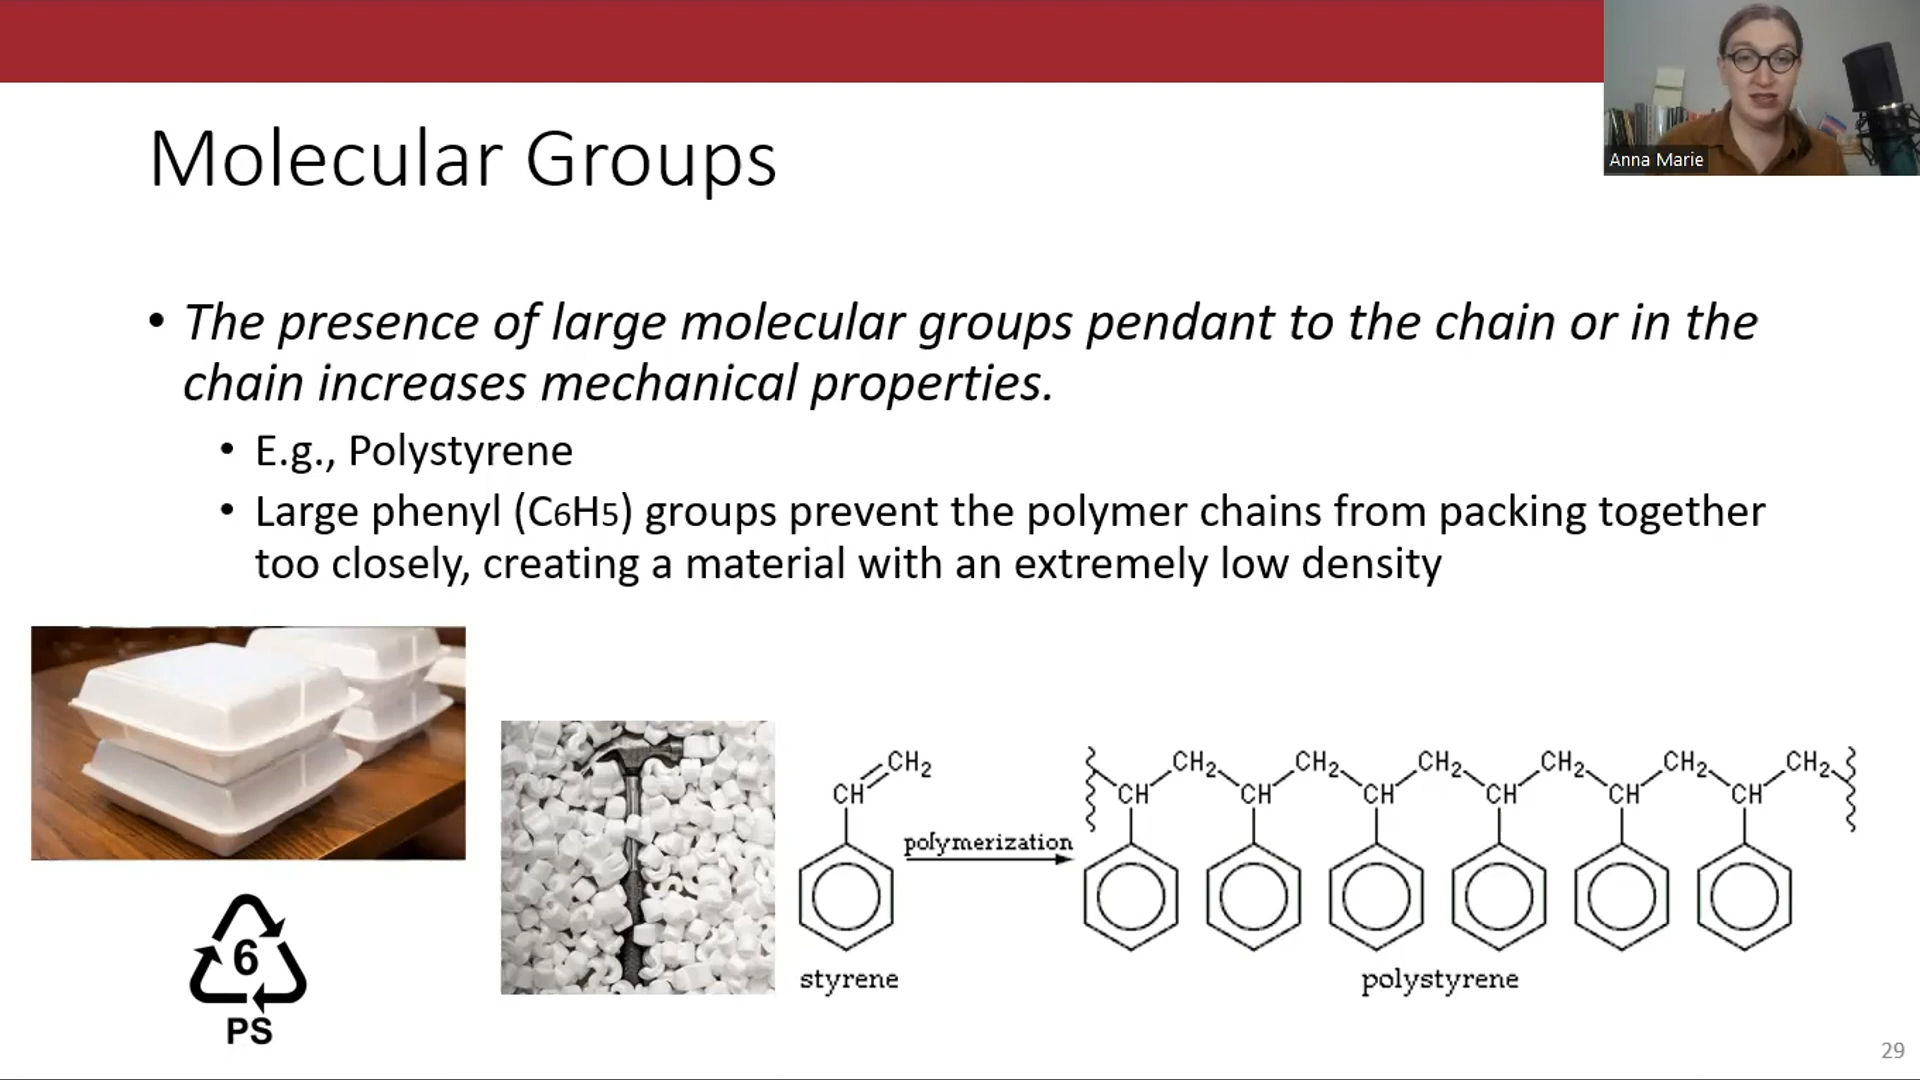 Anna Marie
Molecular Groups
• The presence of large molecular groups pendant to the chain or in the
chain increases mechanical properties.
• E.g., Polystyrene
• Large phenyl (C6H5) groups prevent the polymer chains from packing together
too closely, creating a material with an extremely low density
CH2
CH
polymerization
styrene
CH2 CH2 CH2 CH2 CH2 CH2
CH CH CH CH CH CH
polystyrene
6
PS
29